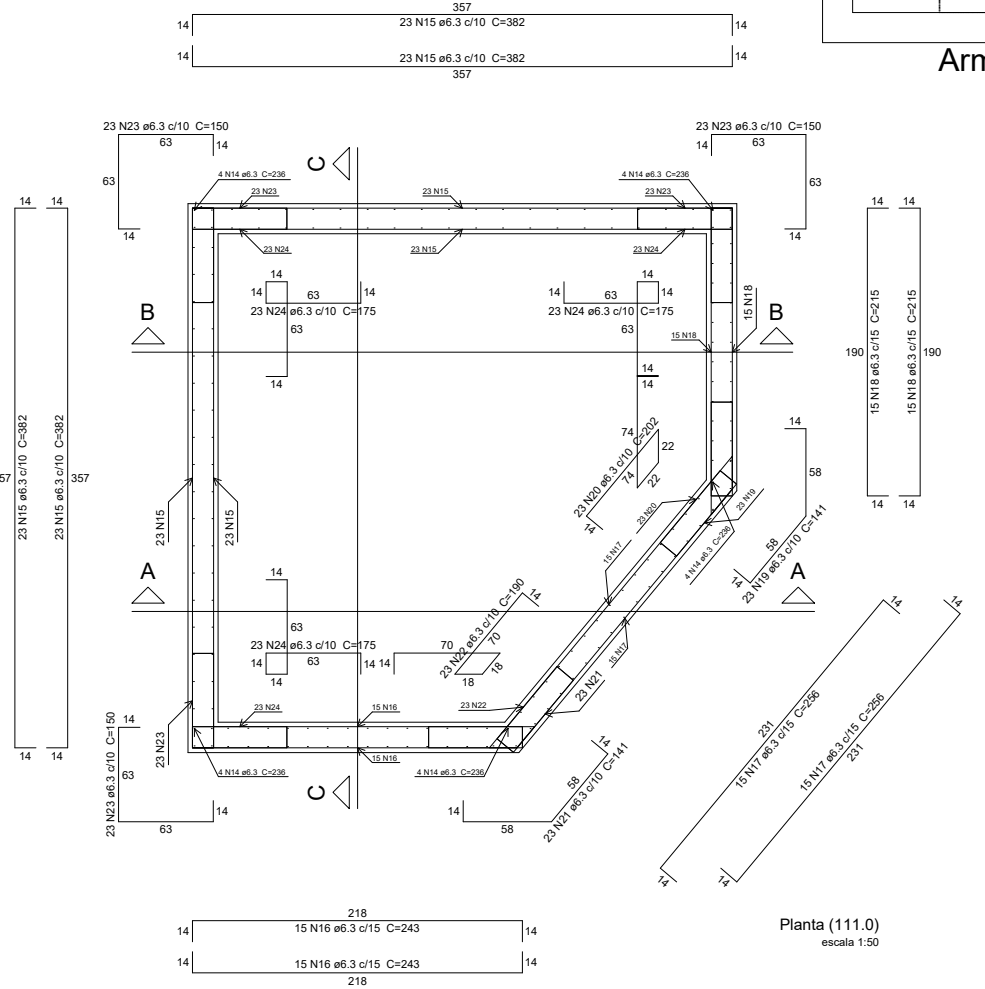 357
14 23 N15 ø6.3 c/10 C=382 14
14 23 N15 ø6.3 c/10 C=382 14
357
Arm
23 N23 ø6.3 c/10 C=150
63
14
63
14
23 N23 ø6.3 c/10 C=150
63
14
63
14
C
4 N14 ø6.3 C=236
23 N23
23 N15
4 N14 ø6.3 C=236
23 N23
23 N24
23 N15
23 N24
14 14
14 14
14
14 63 14
23 N24 ø6.3 c/10 C=175
63
14
14
63 14
23 N24 ø6.3 c/10 C=175
63
14
14
B
B
15 N18
15 N18
190
15 N18 ø6.3 c/15 C=215
15 N18 ø6.3 c/15 C=215
190
14 14
57
23 N15 ø6.3 c/10 C=382
23 N15 ø6.3 c/10 C=382
357
14 14
23 N15
23 N15
74
22
23 N20 ø6.3 c/10 C=202
74
22
14
14
58
58
23 N19 ø6.3 c/10 C=141
14
23 N20
23 N19
15 N17
4 N14 ø6.3 C=236
15 N17
A
A
14
63
23 N24 ø6.3 c/10 C=175
14 63 14
14
14 70
23 N22 ø6.3 c/10 C=190
14
70
18
18
23 N22
23 N21
14 14
231
15 N17 ø6.3 c/15 C=256
15 N17 ø6.3 c/15 C=256
231
14 14
23 N24
15 N16
23 N23
4 N14 ø6.3 C=236
15 N16
4 N14 ø6.3 C=236
14
63
23 N23 ø6.3 c/10 C=150
14
63
C
14
58
58
14
23 N21 ø6.3 c/10 C=141
218
14 15 N16 ø6.3 c/15 C=243 14
14 15 N16 ø6.3 c/15 C=243 14
218
Planta (111.0)
escala 1:50